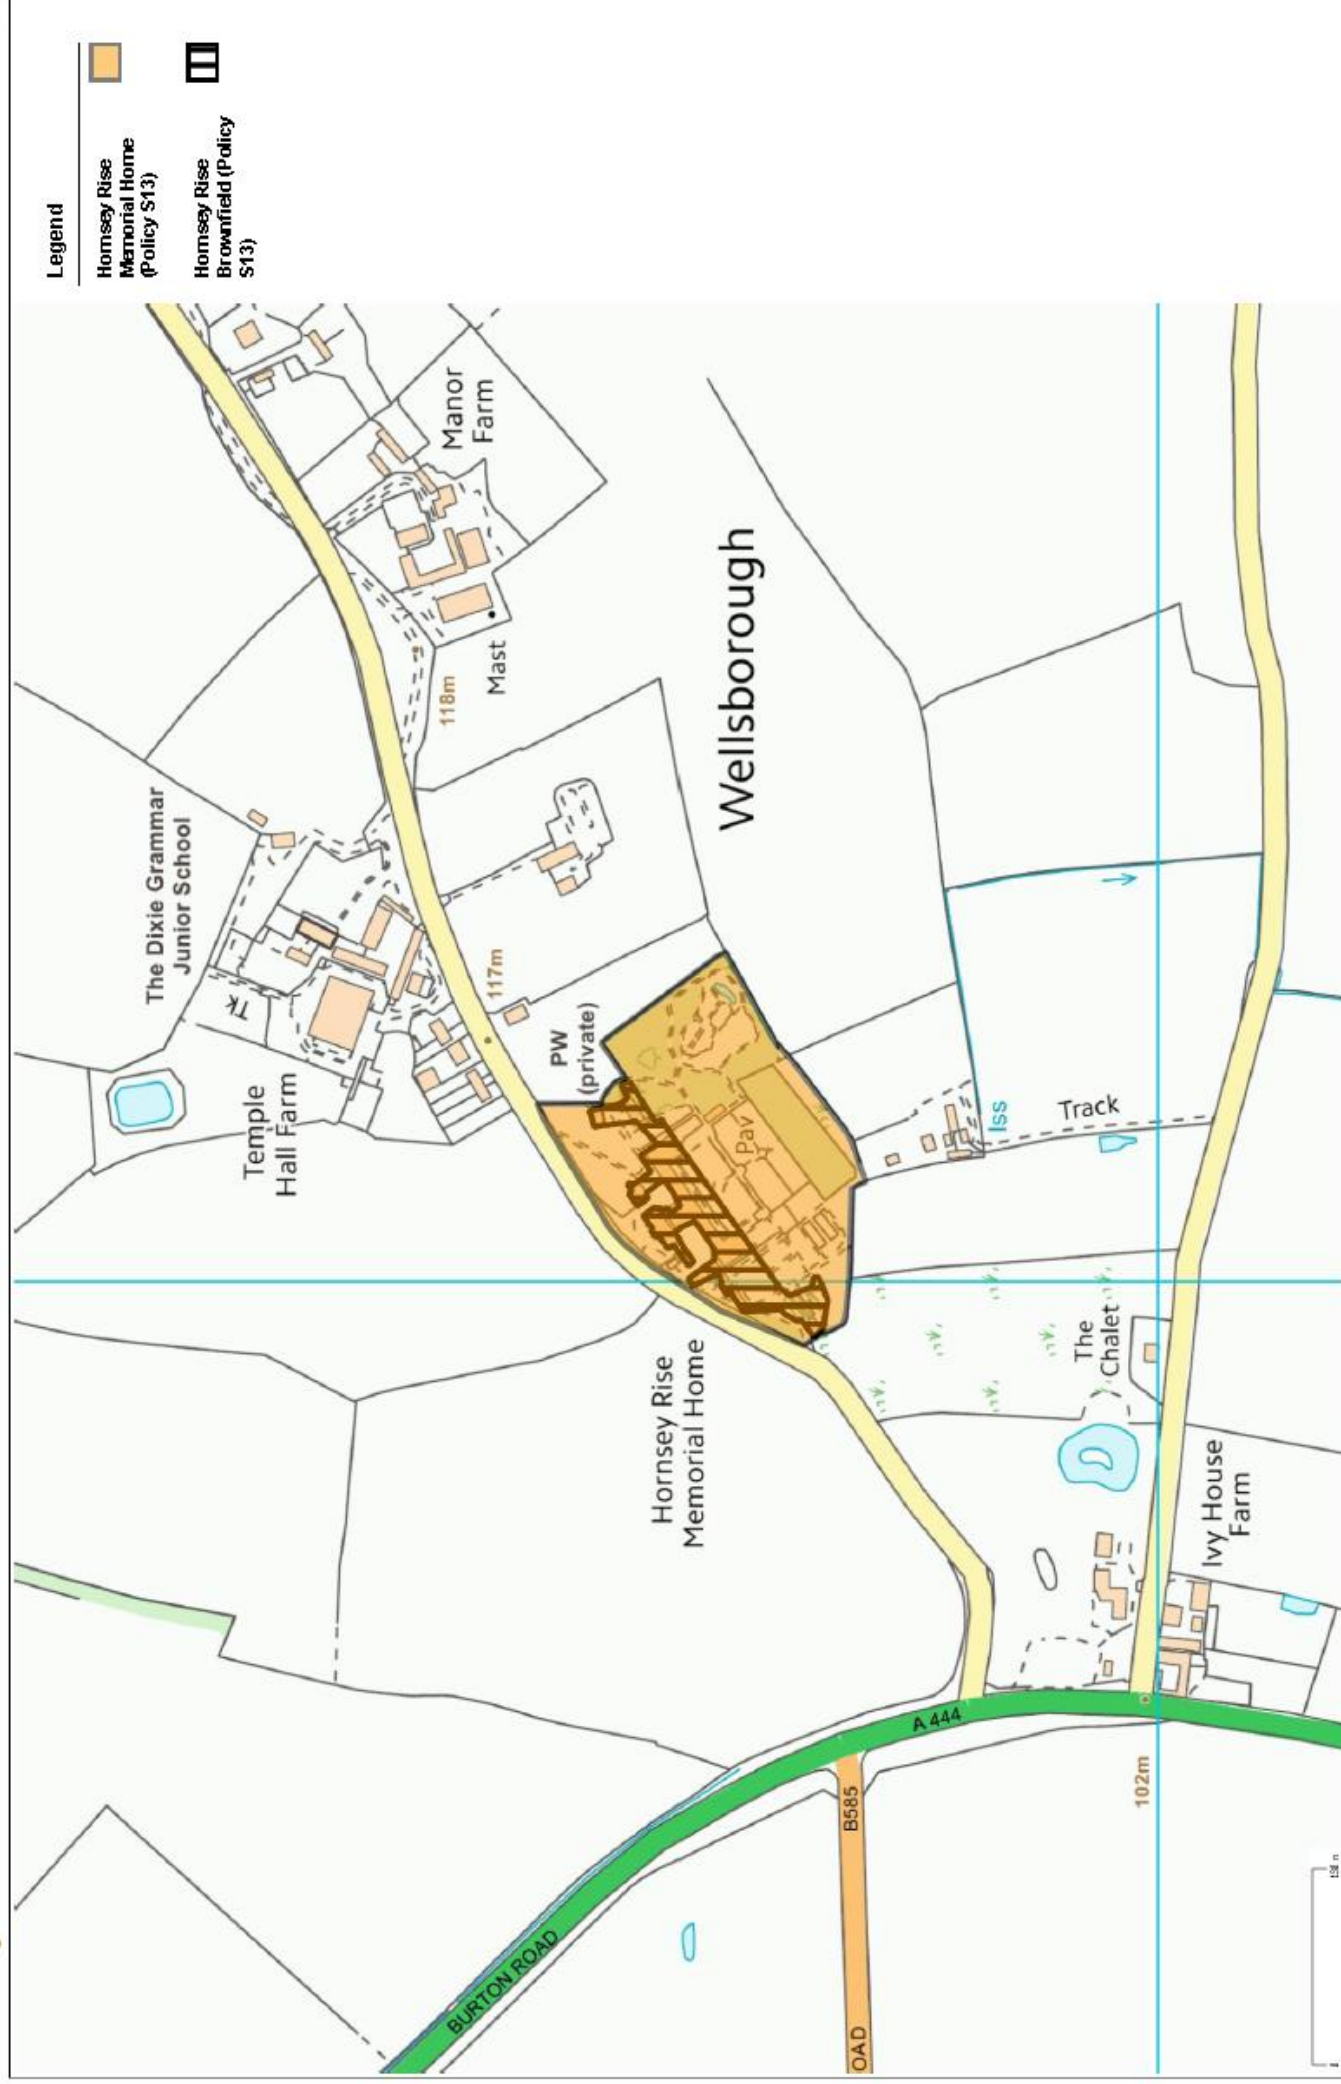 Legend
Hornsey Rise
Memorial Home
(Policy S13)
Hornsey Rise
Brownfield (Policy
S13)
Manor
Farm
Mast
118m
Wellsborough
The Dixie Grammar
Junior School
Tk
Temple
Hall Farm
117m
PW
(private)
Pav
Iss
Track
Hornsey Rise
Memorial Home
The
Chalet
Ivy House
Farm
A 444
B585
102m
BURTON ROAD
OAD